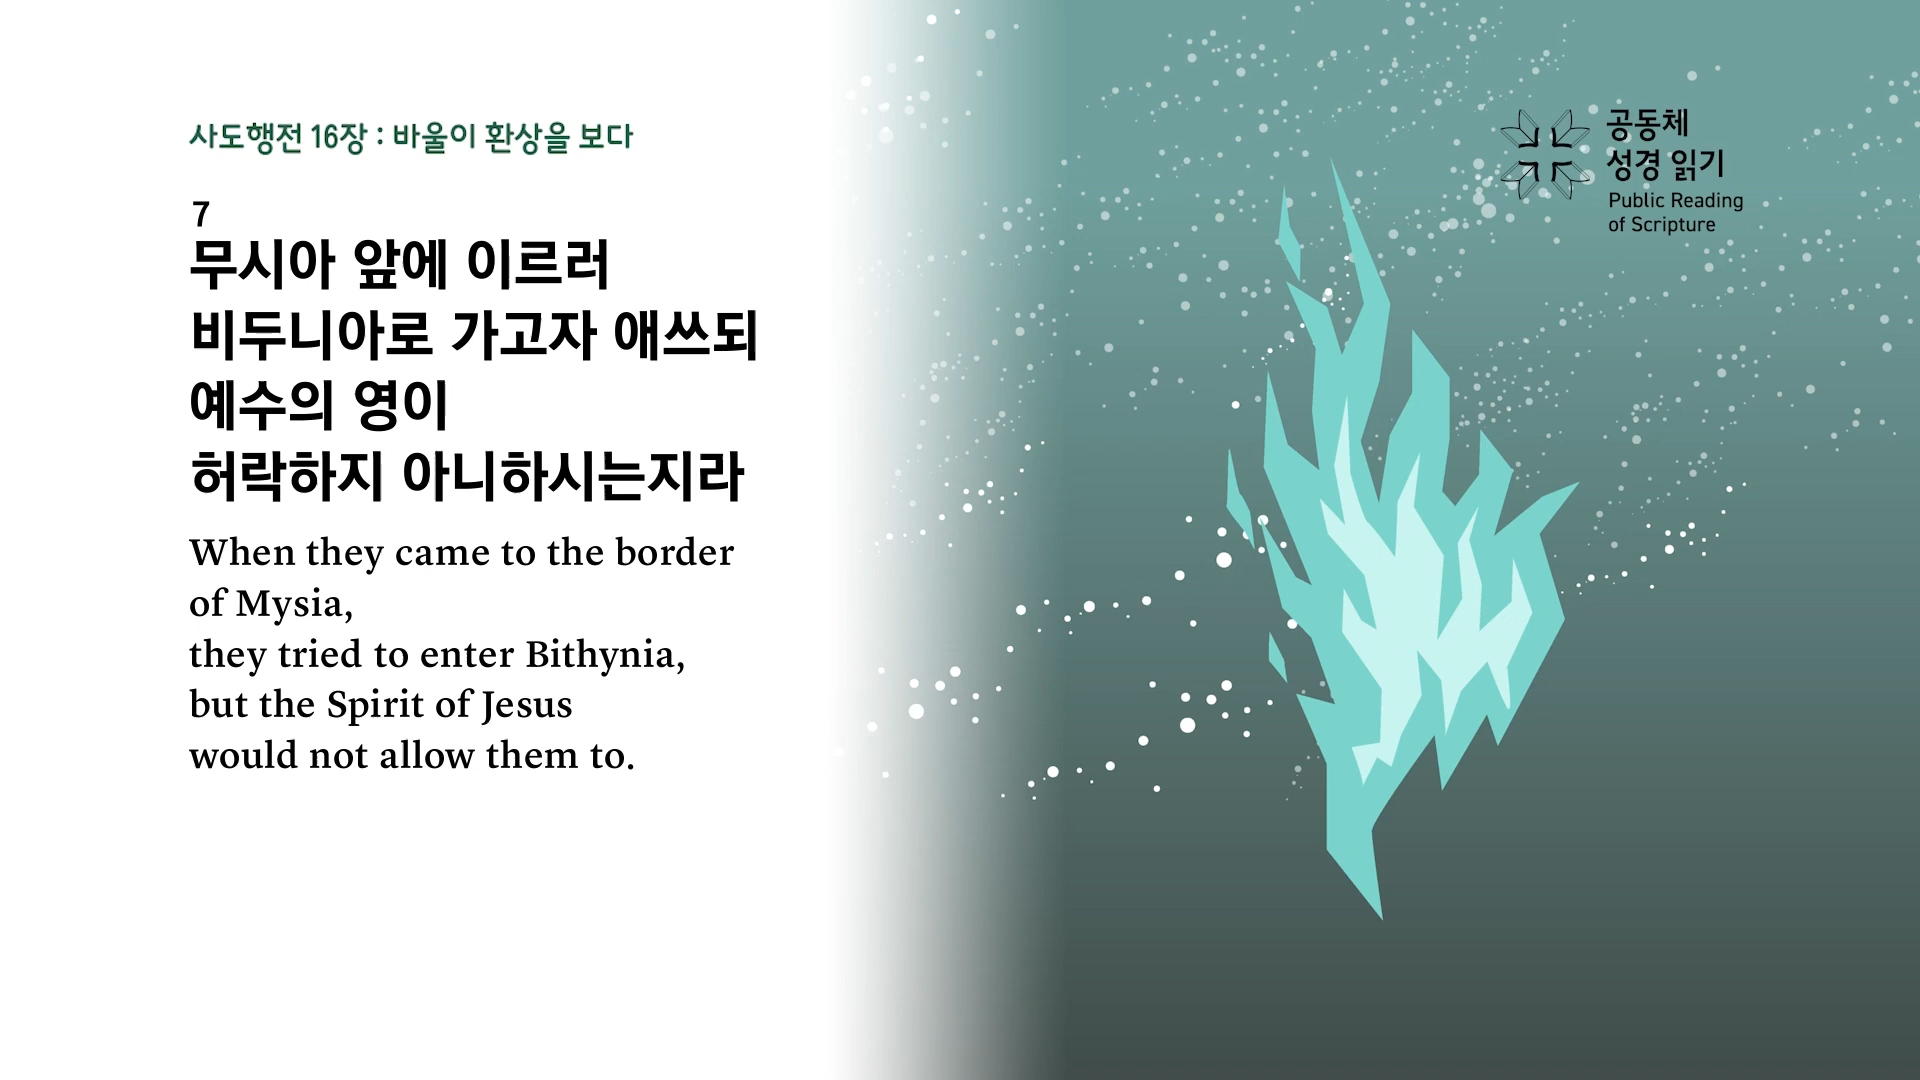 사도행전 16장 : 바울이 환상을 보다
7
무시아 앞에 이르러
비두니아로 가고자 애쓰되
예수의 영이
허락하지 아니하시는지라
When they came to the border
of Mysia,
they tried to enter Bithynia,
but the Spirit of Jesus
would not allow them to.
공동체
성경 읽기
Public Reading
of Scripture